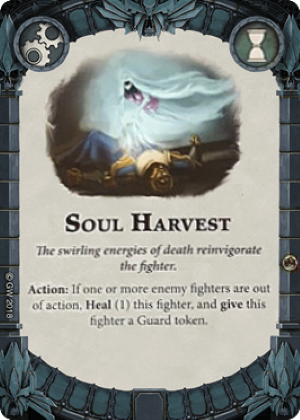 SOUL HARVEST
The swirling energies of death reinvigorate
the fighter.
Action: If one or more enemy fighters are out
of action, Heal (1) this fighter, and give this
fighter a Guard token.
© GW 2018